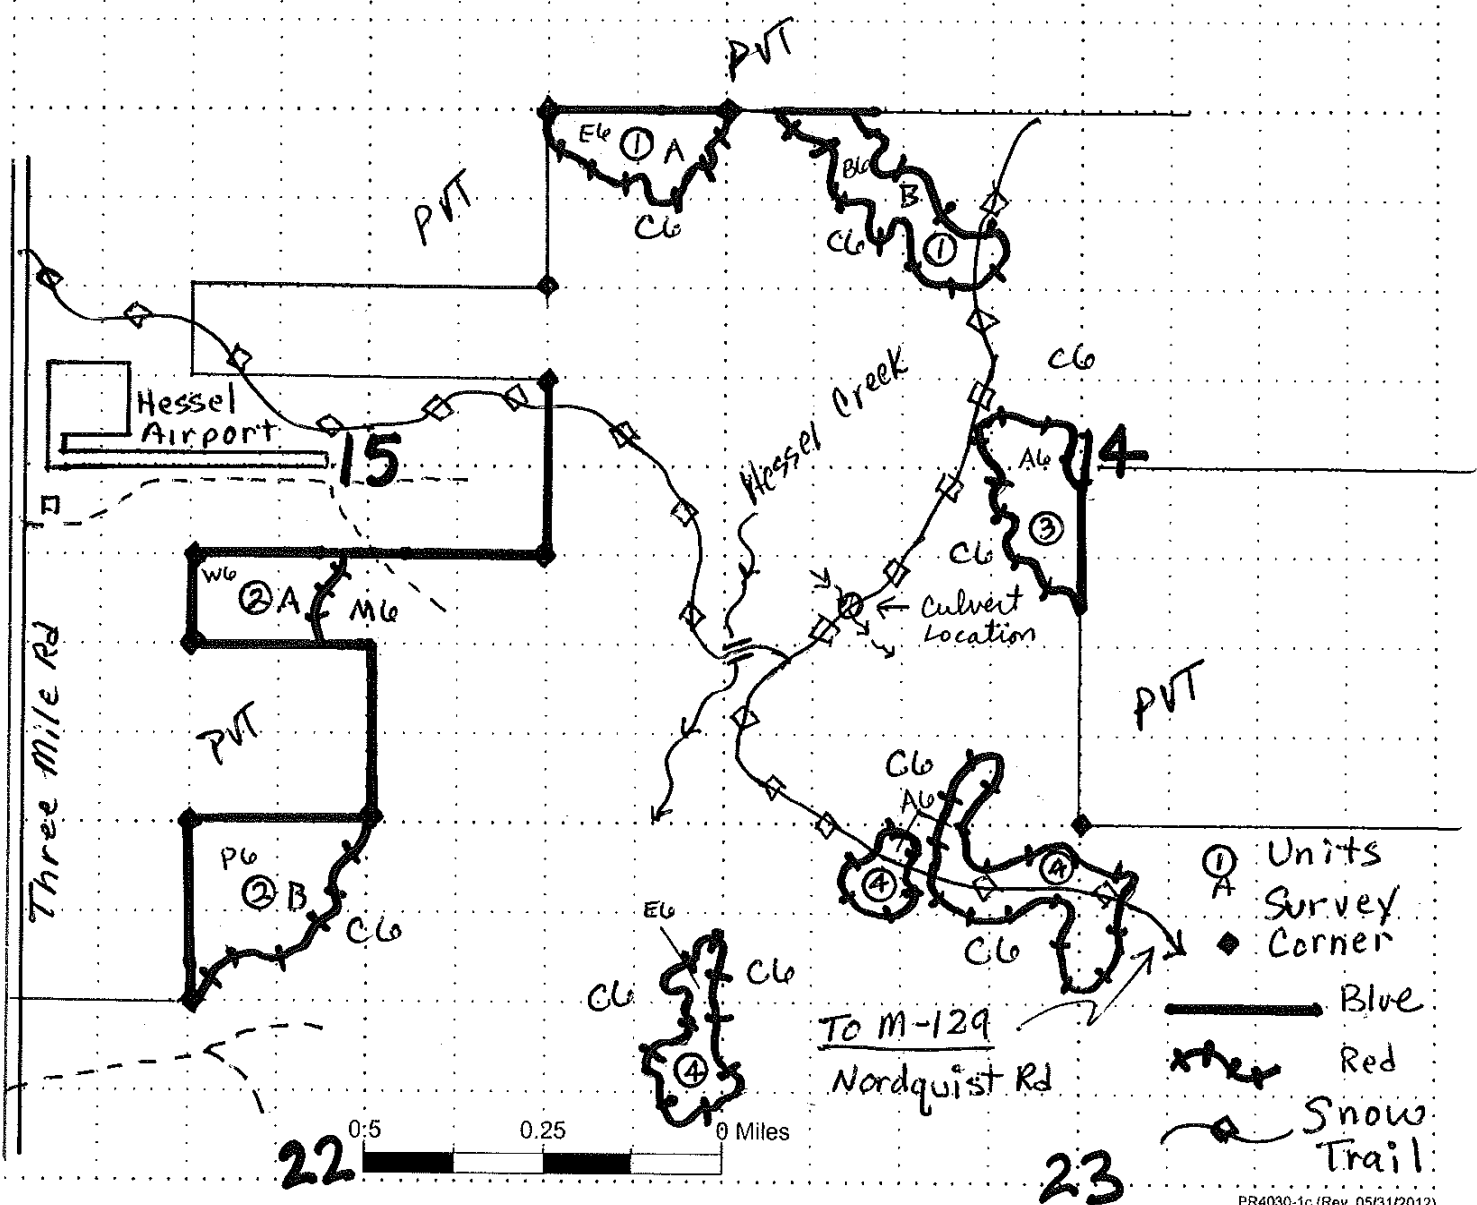 PVT
E6 ① A
C6
B6
B
C6
①
PVT
C6
Hessel Creek
Hessel
Airport
15
14
A6
③
C6
W6
② A
M6
Culvert
Location
Three Mile Rd
PVT
PVT
C6
A6
④
④
C6
P6
② B
C6
E6
C6
C6
④
① Units
A
Survey
Corner
Blue
Red
Snow
Trail
To M-129
Nordquist Rd
0.5 0.25 0 Miles
22
23
PR4030-1c (Rev. 05/31/2012)